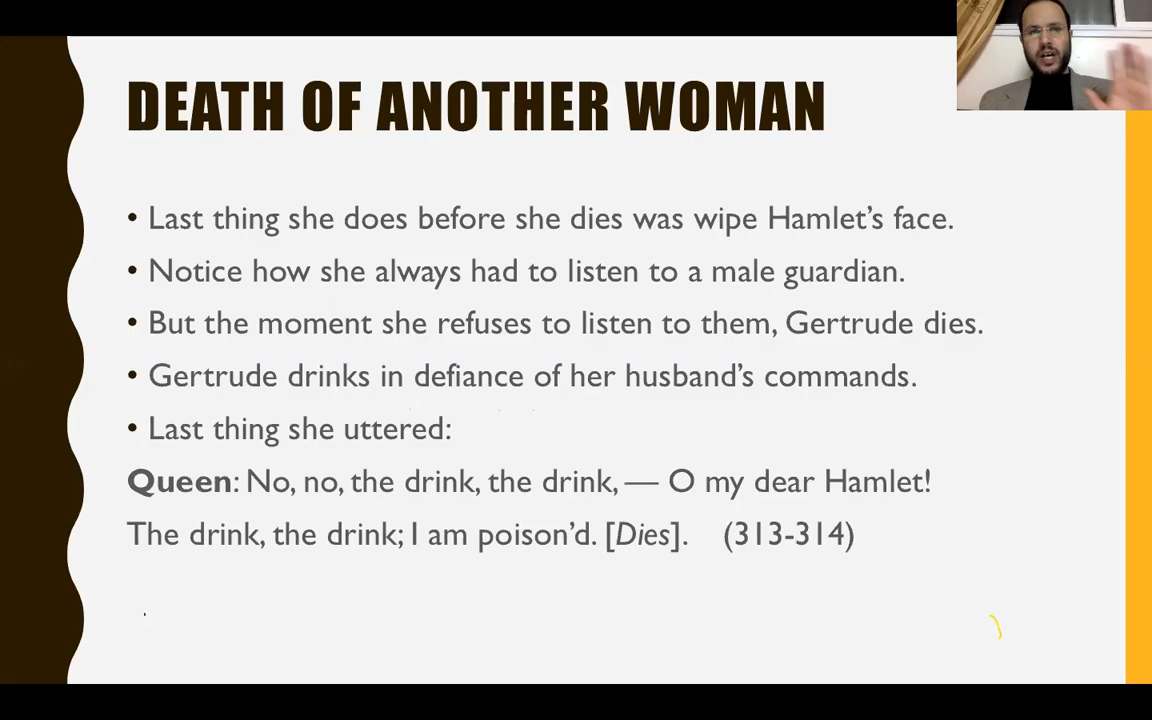 DEATH OF ANOTHER WOMAN
• Last thing she does before she dies was wipe Hamlet’s face.
• Notice how she always had to listen to a male guardian.
• But the moment she refuses to listen to them, Gertrude dies.
• Gertrude drinks in defiance of her husband’s commands.
• Last thing she uttered:
Queen: No, no, the drink, the drink, — O my dear Hamlet!
The drink, the drink; I am poison’d. [Dies]. (313-314)